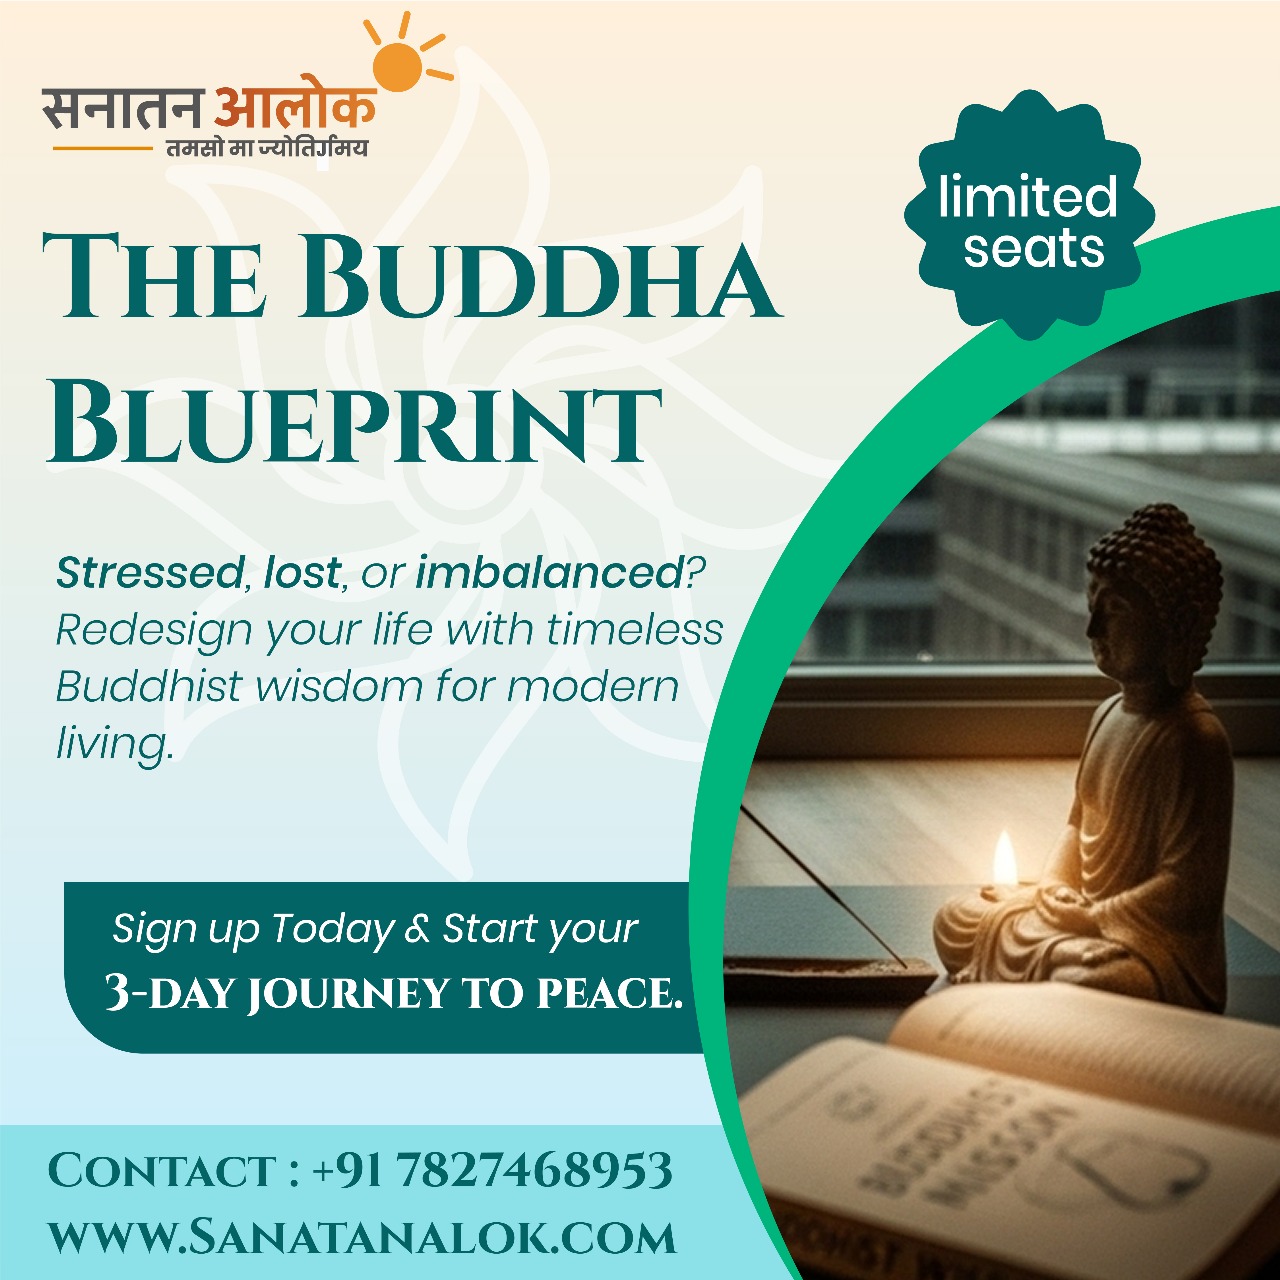 सनातन आलोक
तमसो मा ज्योतिर्गमय
limited
seats
THE BUDDHA
BLUEPRINT
Stressed, lost, or imbalanced?
Redesign your life with timeless
Buddhist wisdom for modern
living.
Sign up Today & Start your
3-DAY JOURNEY TO PEACE.
CONTACT : +91 7827468953
WWW.SANATANALOK.COM
BUDDHIST
MISSON